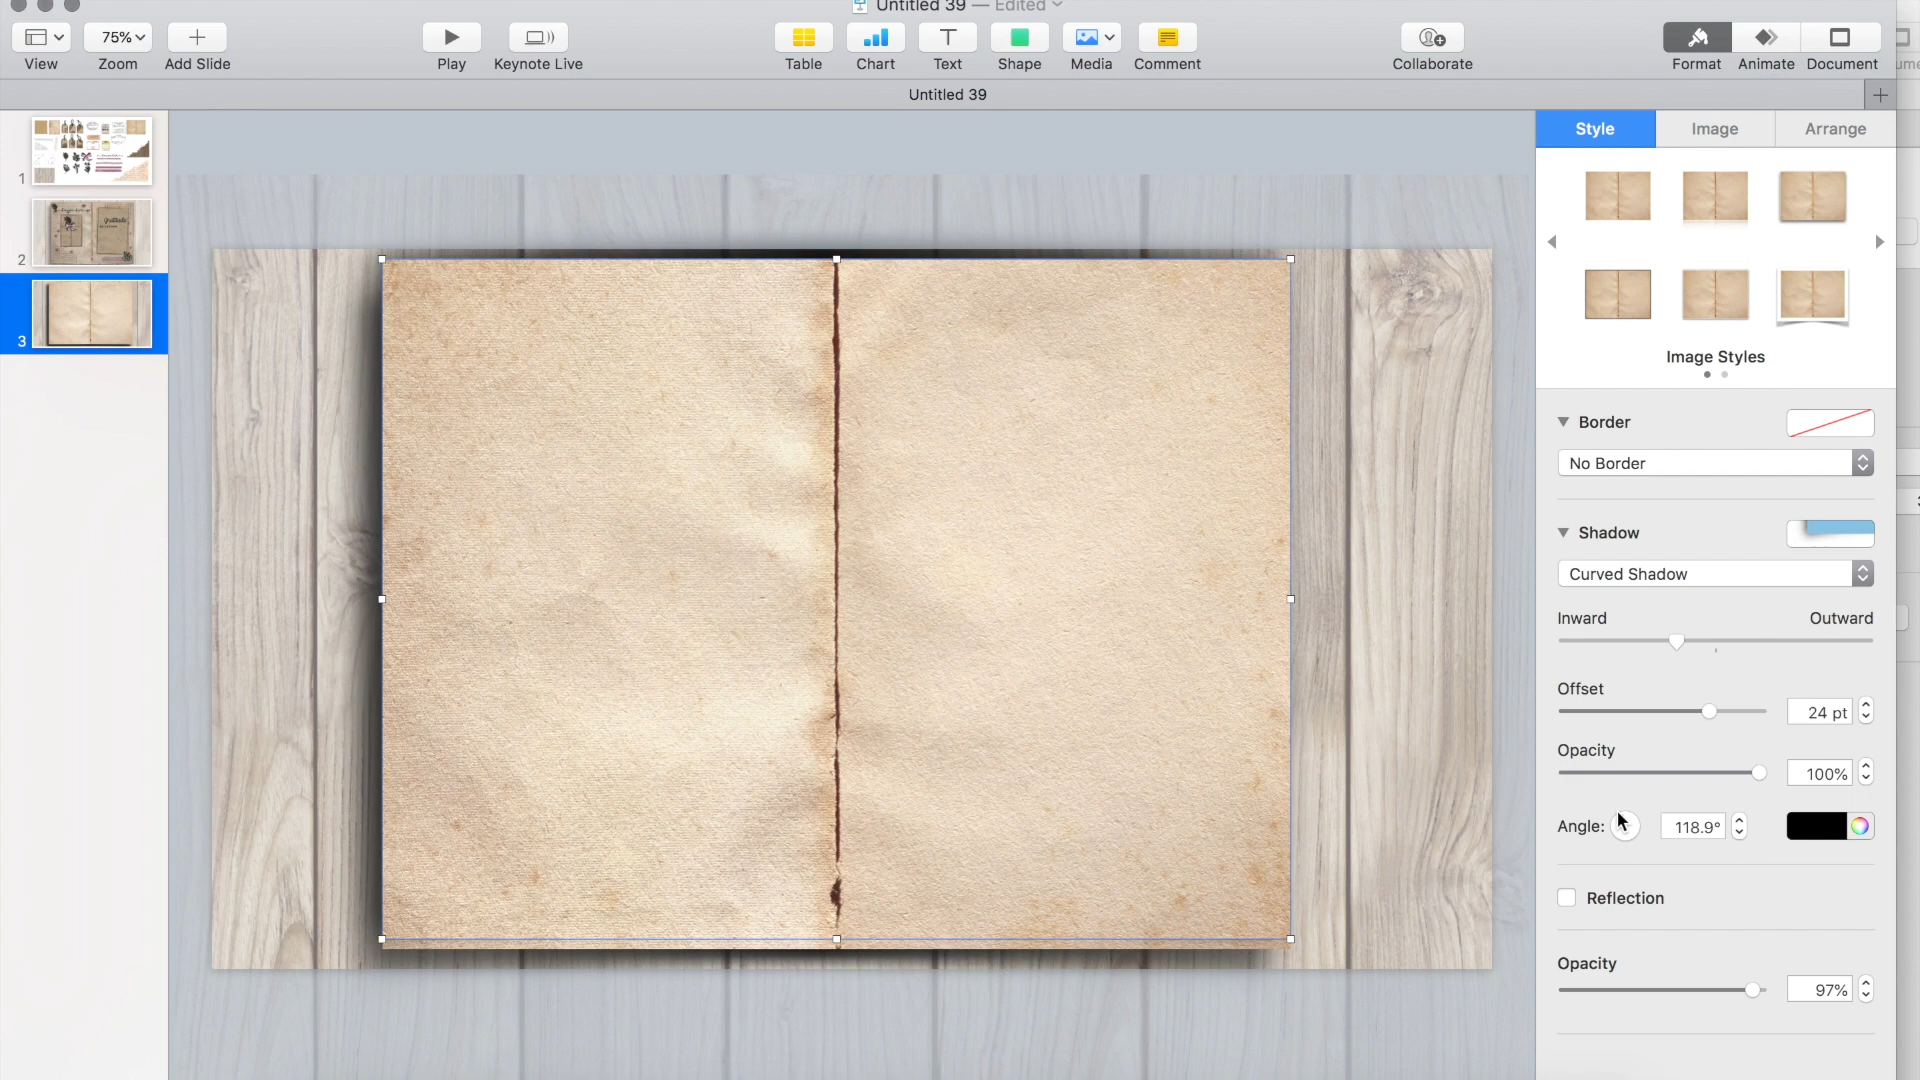 Untitled 39 — Edited
75%
View
Zoom
Add Slide
Play
Keynote Live
Table
Chart
Text
Shape
Media
Comment
Collaborate
Format
Animate
Document
Untitled 39
1
2
3
Gratitude
Style
Image
Arrange
Image Styles
Border
No Border
Shadow
Curved Shadow
Inward
Outward
Offset
24 pt
Opacity
100%
Angle:
118.9°
Reflection
Opacity
97%